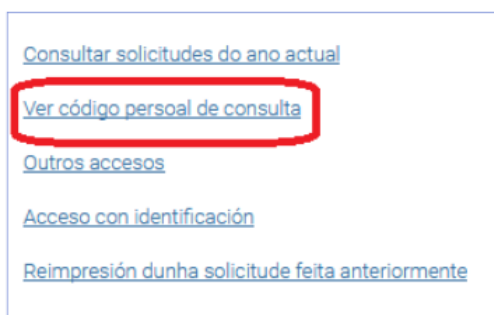 Consultar solicitudes do ano actual
Ver código persoal de consulta
Outros accesos
Acceso con identificación
Reimpresión dunha solicitude feita anteriormente